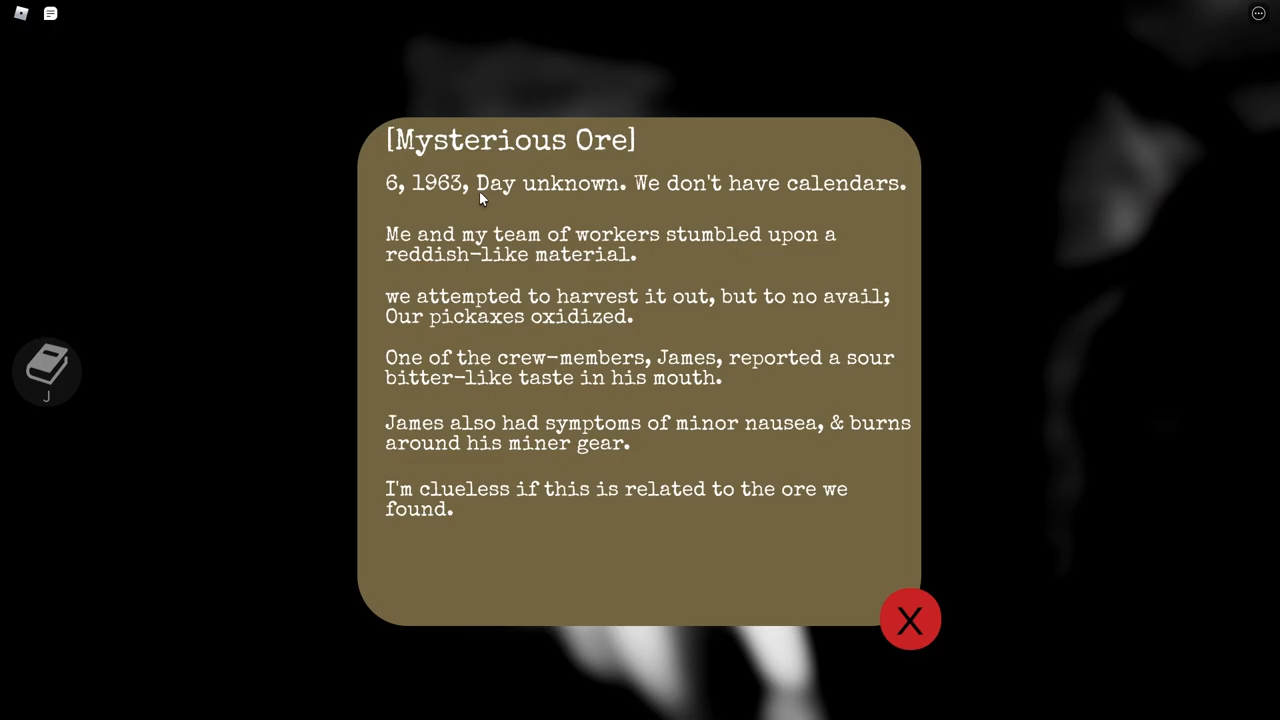 [Mysterious Ore]
6, 1963, Day unknown. We don't have calendars.
Me and my team of workers stumbled upon a
reddish-like material.
we attempted to harvest it out, but to no avail;
Our pickaxes oxidized.
One of the crew-members, James, reported a sour
bitter-like taste in his mouth.
James also had symptoms of minor nausea, & burns
around his miner gear.
I'm clueless if this is related to the ore we
found.
J
X